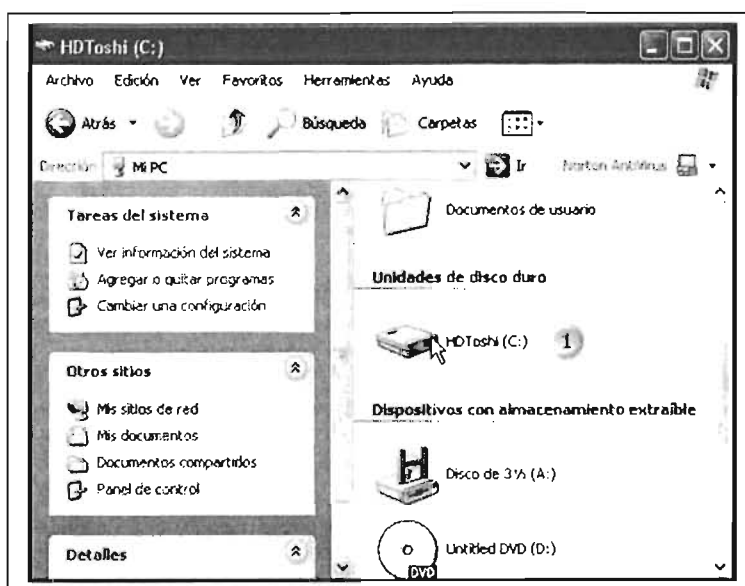 HDToshi (C:)
Archivo Edición Ver Favoritos Herramientas Ayuda
Atrás Búsqueda Carpetas
Dirección Mi PC Ir Norton AntiVirus
Tareas del sistema
Ver información del sistema
Agregar o quitar programas
Cambiar una configuración
Otros sitios
Mis sitios de red
Mis documentos
Documentos compartidos
Panel de control
Detalles
Documentos de usuario
Unidades de disco duro
HDToshi (C:) 1
Dispositivos con almacenamiento extraíble
Disco de 3½ (A:)
Untitled DVD (D:)
DVD